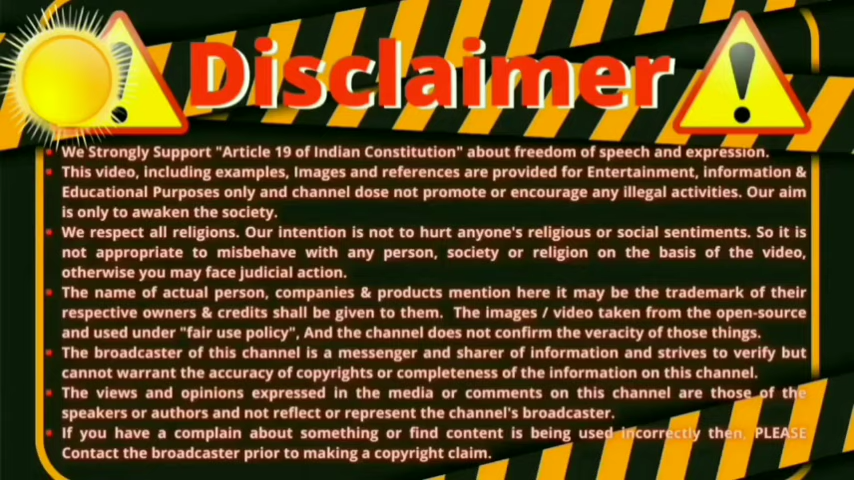 Disclaimer
We Strongly Support "Article 19 of Indian Constitution" about freedom of speech and expression.
This video, including examples, Images and references are provided for Entertainment, information &
Educational Purposes only and channel dose not promote or encourage any illegal activities. Our aim
is only to awaken the society.
We respect all religions. Our intention is not to hurt anyone's religious or social sentiments. So it is
not appropriate to misbehave with any person, society or religion on the basis of the video,
otherwise you may face judicial action.
The name of actual person, companies & products mention here it may be the trademark of their
respective owners & credits shall be given to them. The images / video taken from the open-source
and used under "fair use policy", And the channel does not confirm the veracity of those things.
The broadcaster of this channel is a messenger and sharer of information and strives to verify but
cannot warrant the accuracy of copyrights or completeness of the information on this channel.
The views and opinions expressed in the media or comments on this channel are those of the
speakers or authors and not reflect or represent the channel's broadcaster.
If you have a complain about something or find content is being used incorrectly then, PLEASE
Contact the broadcaster prior to making a copyright claim.